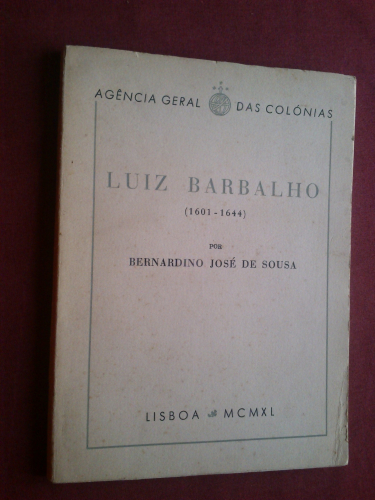 AGÊNCIA GERAL DAS COLÓNIAS
LUIZ BARBALHO
(1601-1644)
POR
BERNARDINO JOSÉ DE SOUSA
LISBOA MCMXL